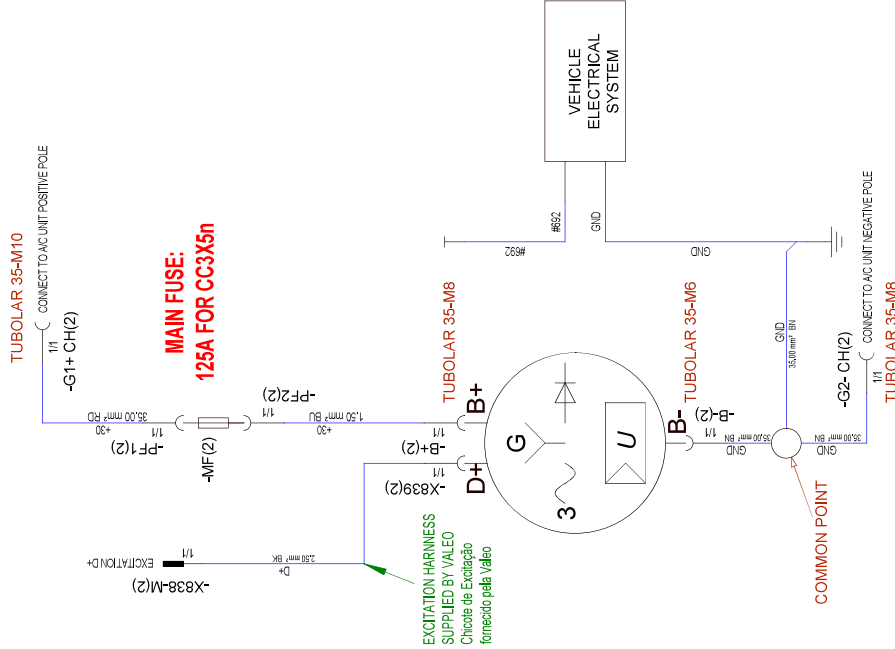 TUBOLAR 35-M10
CONNECT TO A/C UNIT POSITIVE POLE
1/1
-G1+ CH(2)
MAIN FUSE:
125A FOR CC3X5n
+30
35,00 mm² RD
1/1
-PF1(2)
-MF(2)
1/1
-PF2(2)
+30
1,50 mm² BU
1/1
-B+(2)
TUBOLAR 35-M8
B+
EXCITATION D+
1/1
-X838-M(2)
D+
2,50 mm² BK
1/1
-X839(2)
D+
EXCITATION HARNNESS
SUPPLIED BY VALEO
Chicote de Excitação
fornecido pela Valeo
G
3
U
B-
1/1
-B-(2)
TUBOLAR 35-M6
GND
35,00 mm² BN
COMMON POINT
GND
35,00 mm² BN
GND
35,00 mm² BN
-G2- CH(2)
1/1
CONNECT TO A/C UNIT NEGATIVE POLE
TUBOLAR 35-M8
VEHICLE
ELECTRICAL
SYSTEM
#692
#692
GND
GND